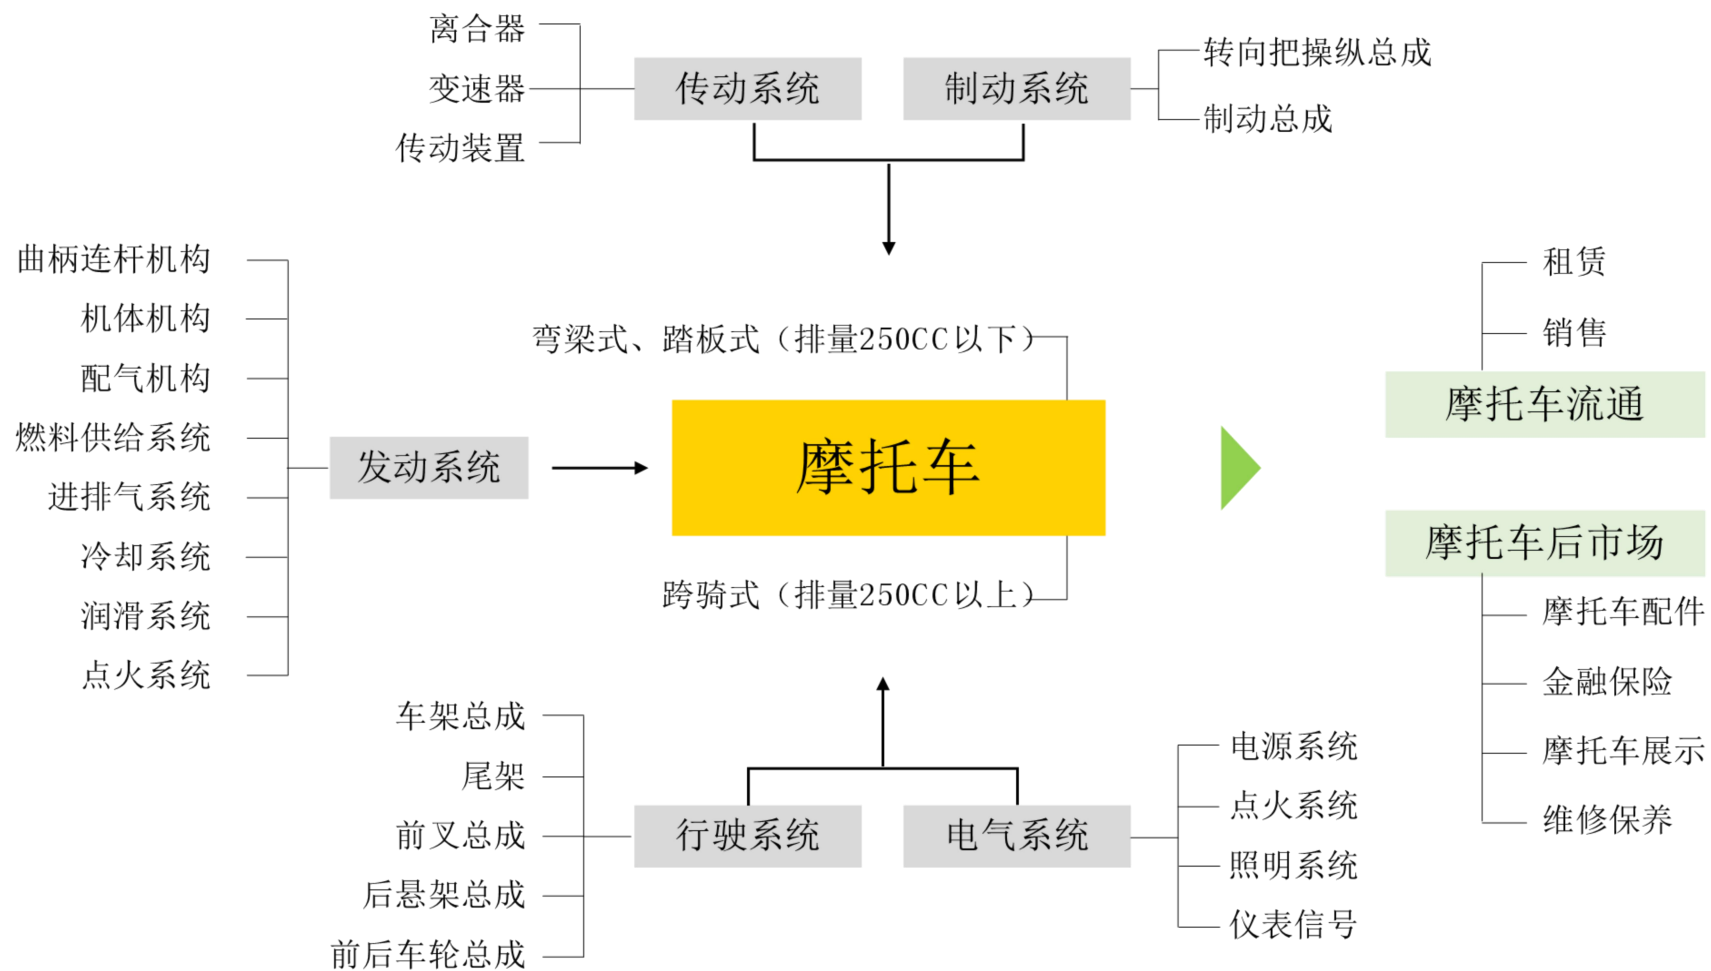 离合器
变速器
传动装置
传动系统
制动系统
转向把操纵总成
制动总成
曲柄连杆机构
机体机构
配气机构
燃料供给系统
进排气系统
冷却系统
润滑系统
点火系统
发动系统
弯梁式、踏板式（排量250CC以下）
摩托车
跨骑式（排量250CC以上）
租赁
销售
摩托车流通
摩托车后市场
摩托车配件
金融保险
摩托车展示
维修保养
车架总成
尾架
前叉总成
后悬架总成
前后车轮总成
行驶系统
电气系统
电源系统
点火系统
照明系统
仪表信号